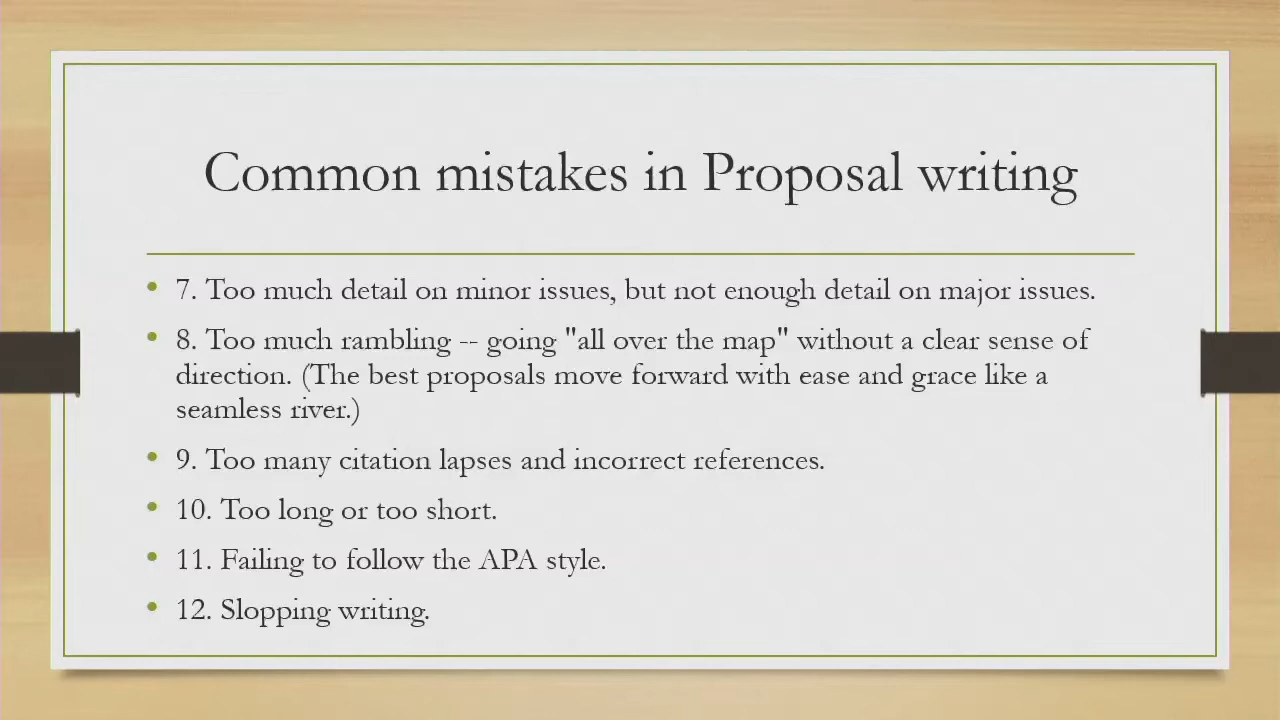 Common mistakes in Proposal writing
• 7. Too much detail on minor issues, but not enough detail on major issues.
• 8. Too much rambling -- going "all over the map" without a clear sense of
direction. (The best proposals move forward with ease and grace like a
seamless river.)
• 9. Too many citation lapses and incorrect references.
• 10. Too long or too short.
• 11. Failing to follow the APA style.
• 12. Slopping writing.